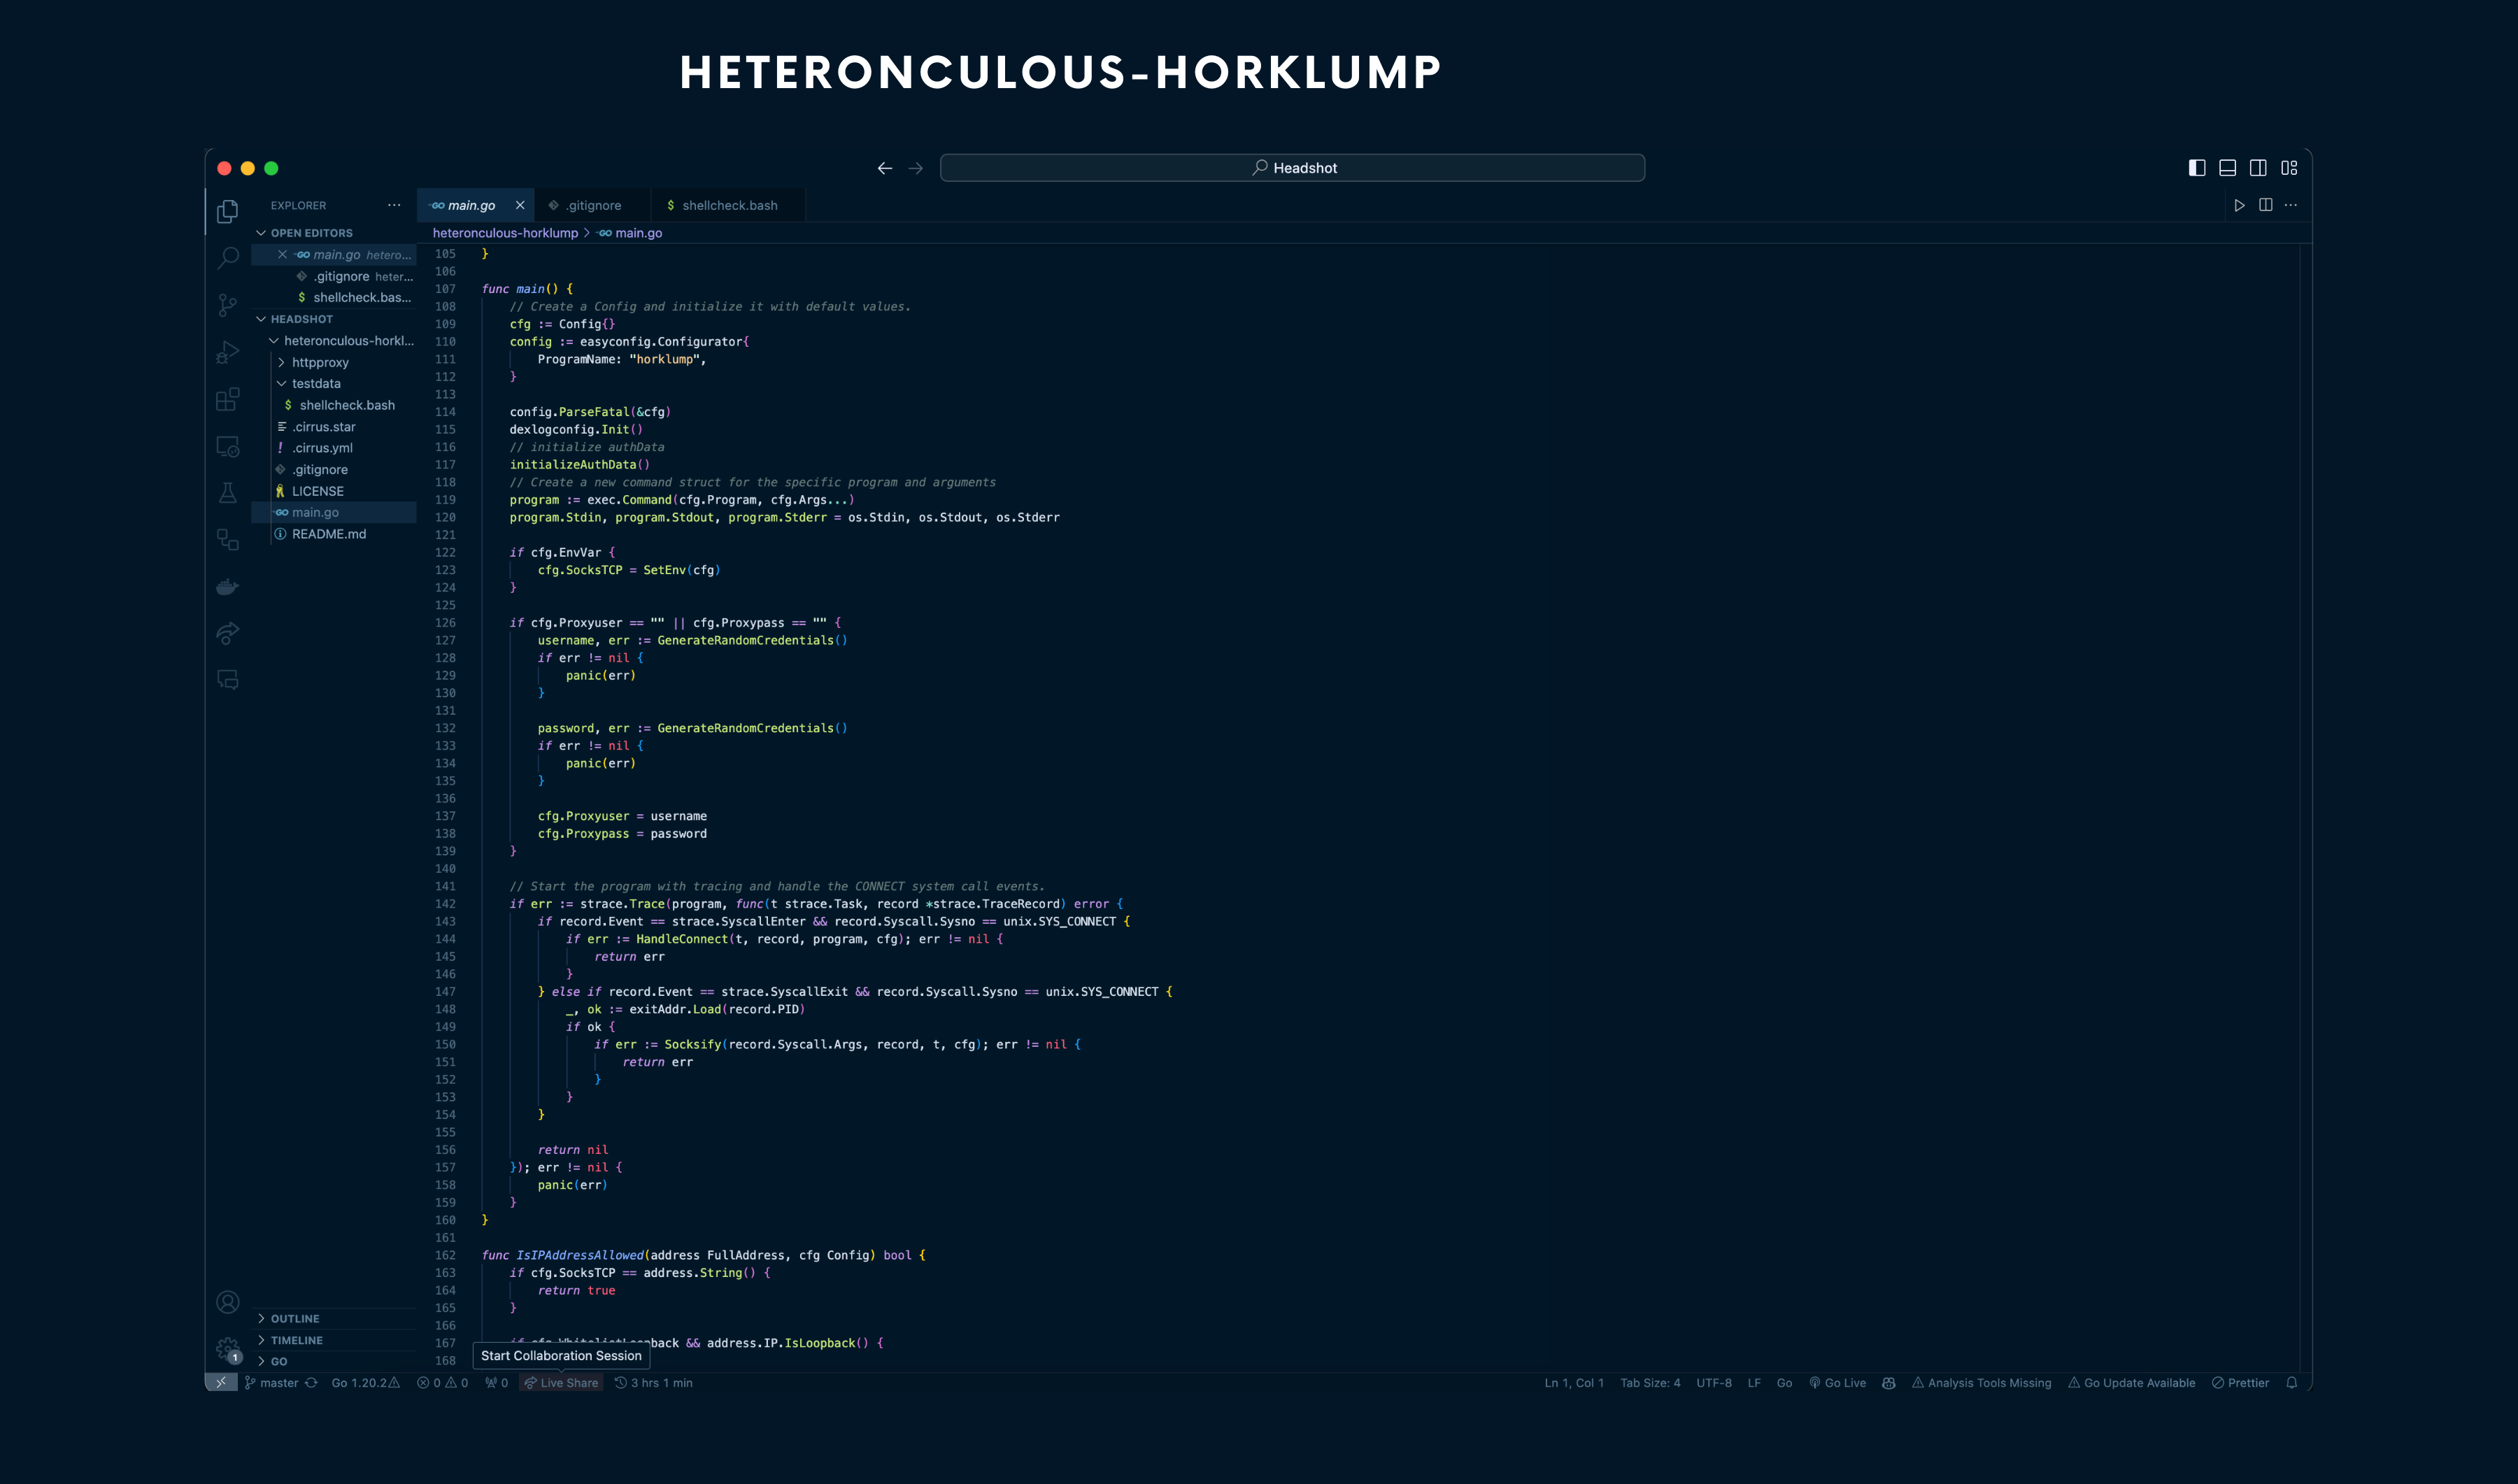 HETERONCULOUS-HORKLUMP
Headshot
EXPLORER
main.go
.gitignore
shellcheck.bash
OPEN EDITORS
heteronculous-horklump > main.go
main.go hetero...
.gitignore heter...
shellcheck.bas...
HEADSHOT
heteronculous-horkl...
httpproxy
testdata
shellcheck.bash
.cirrus.star
.cirrus.yml
.gitignore
LICENSE
main.go
README.md
OUTLINE
TIMELINE
GO
105 }
106
107 func main() {
108 // Create a Config and initialize it with default values.
109 cfg := Config{}
110 config := easyconfig.Configurator{
111 ProgramName: "horklump",
112 }
113
114 config.ParseFatal(&cfg)
115 dexlogconfig.Init()
116 // initialize authData
117 initializeAuthData()
118 // Create a new command struct for the specific program and arguments
119 program := exec.Command(cfg.Program, cfg.Args...)
120 program.Stdin, program.Stdout, program.Stderr = os.Stdin, os.Stdout, os.Stderr
121
122 if cfg.EnvVar {
123 cfg.SocksTCP = SetEnv(cfg)
124 }
125
126 if cfg.Proxyuser == "" || cfg.Proxypass == "" {
127 username, err := GenerateRandomCredentials()
128 if err != nil {
129 panic(err)
130 }
131
132 password, err := GenerateRandomCredentials()
133 if err != nil {
134 panic(err)
135 }
136
137 cfg.Proxyuser = username
138 cfg.Proxypass = password
139 }
140
141 // Start the program with tracing and handle the CONNECT system call events.
142 if err := strace.Trace(program, func(t strace.Task, record *strace.TraceRecord) error {
143 if record.Event == strace.SyscallEnter && record.Syscall.Sysno == unix.SYS_CONNECT {
144 if err := HandleConnect(t, record, program, cfg); err != nil {
145 return err
146 }
147 } else if record.Event == strace.SyscallExit && record.Syscall.Sysno == unix.SYS_CONNECT {
148 _, ok := exitAddr.Load(record.PID)
149 if ok {
150 if err := Socksify(record.Syscall.Args, record, t, cfg); err != nil {
151 return err
152 }
153 }
154 }
155
156 return nil
157 }); err != nil {
158 panic(err)
159 }
160 }
161
162 func IsIPAddressAllowed(address FullAddress, cfg Config) bool {
163 if cfg.SocksTCP == address.String() {
164 return true
165 }
166
167 if cfg.WhitelistLoopback && address.IP.IsLoopback() {
168
Start Collaboration Session
1
master Go 1.20.2 0 0 0 Live Share 3 hrs 1 min
Ln 1, Col 1 Tab Size: 4 UTF-8 LF Go Go Live Analysis Tools Missing Go Update Available Prettier